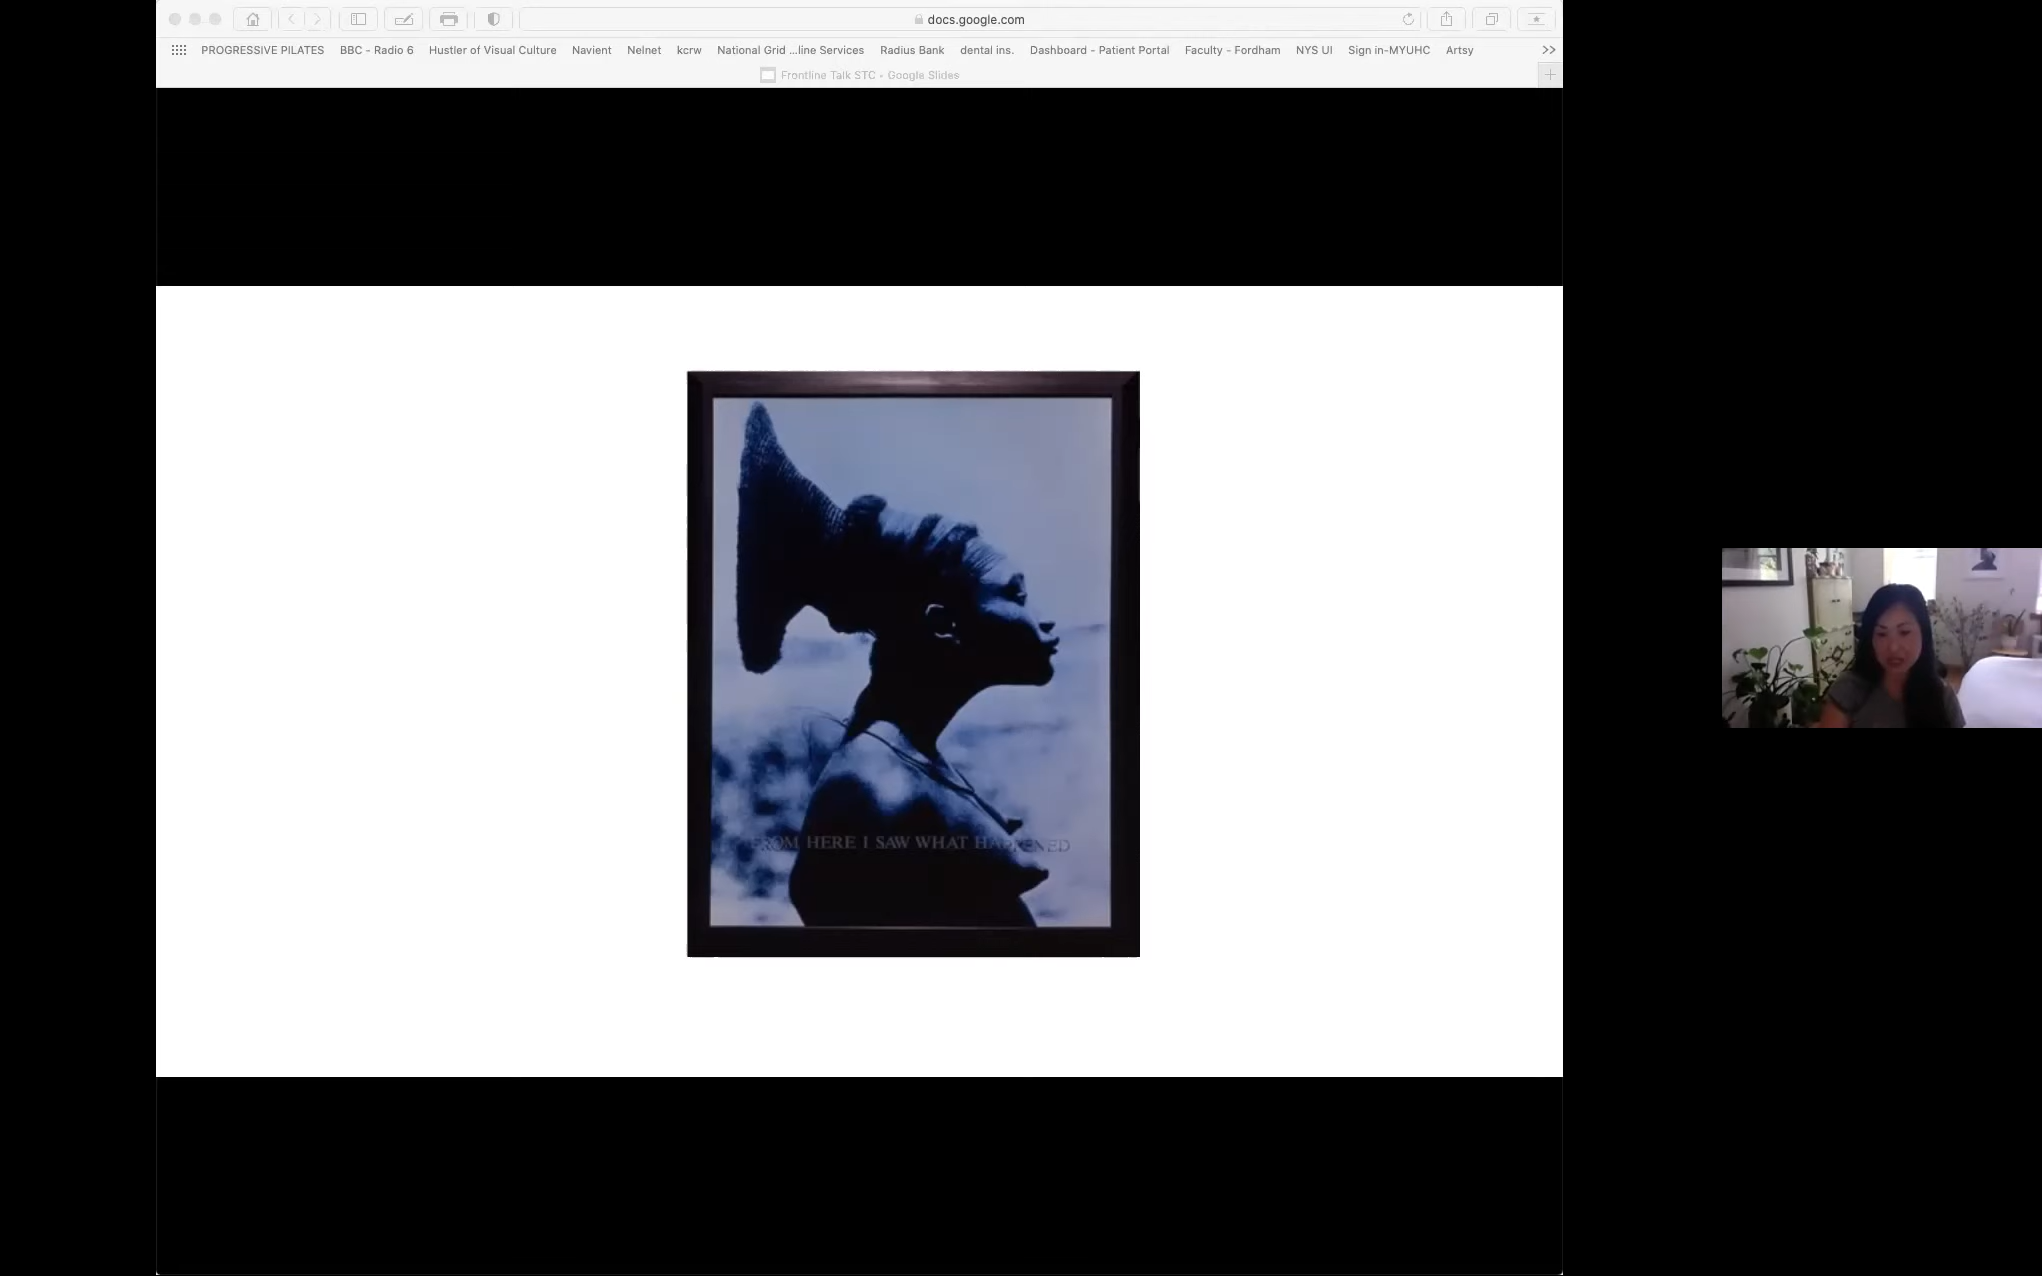 docs.google.com
PROGRESSIVE PILATES BBC - Radio 6 Hustler of Visual Culture Navient Nelnet kcrw National Grid ...line Services Radius Bank dental ins. Dashboard - Patient Portal Faculty - Fordham NYS UI Sign in-MYUHC Artsy
Frontline Talk STC - Google Slides
FROM HERE I SAW WHAT HAPPENED